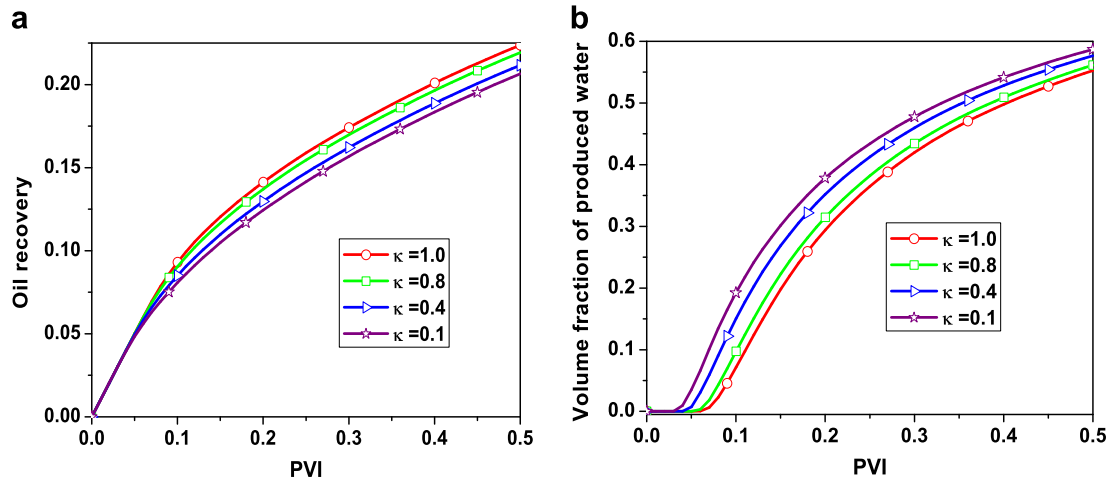 a
Oil recovery
0.20
0.15
0.10
0.05
0.00
0.0 0.1 0.2 0.3 0.4 0.5
PVI
κ =1.0
κ =0.8
κ =0.4
κ =0.1
b
Volume fraction of produced water
0.6
0.5
0.4
0.3
0.2
0.1
0.0
0.0 0.1 0.2 0.3 0.4 0.5
PVI
κ =1.0
κ =0.8
κ =0.4
κ =0.1